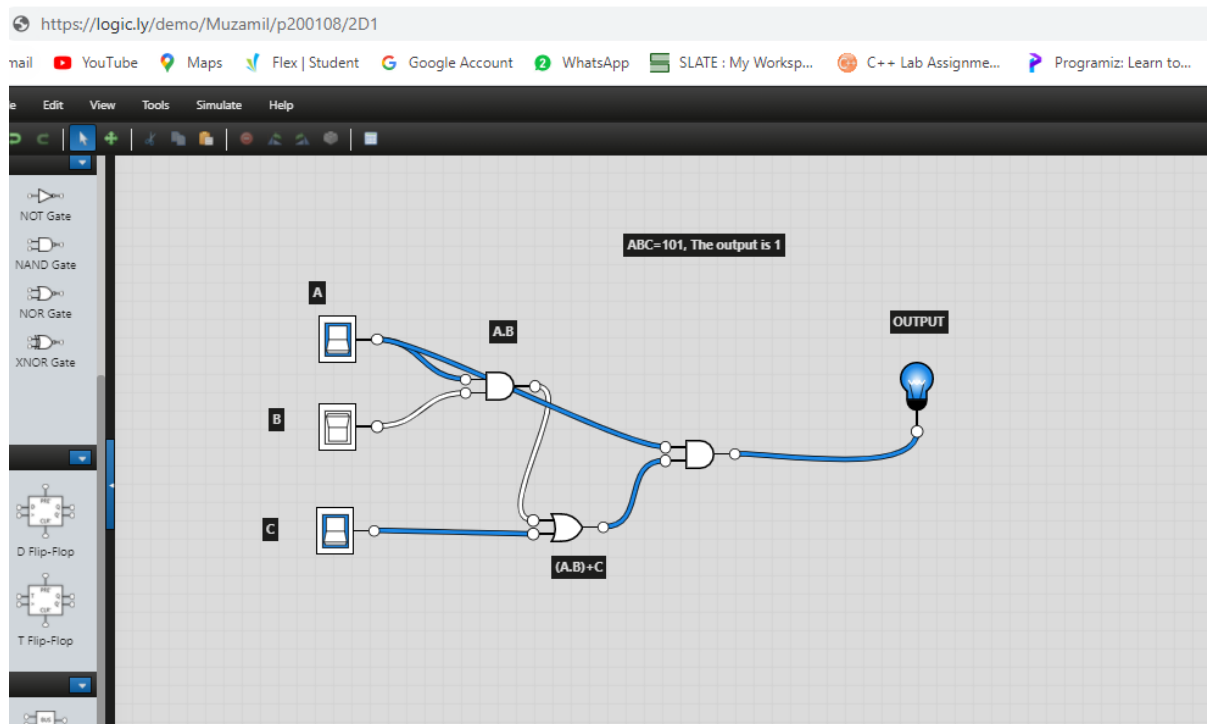 https://logic.ly/demo/Muzamil/p200108/2D1
YouTube Maps Flex | Student Google Account 2 WhatsApp SLATE : My Worksp... C++ Lab Assignme... Programiz: Learn to...
Edit View Tools Simulate Help
NOT Gate
NAND Gate
NOR Gate
XNOR Gate
D Flip-Flop
T Flip-Flop
ABC=101, The output is 1
A
A.B
OUTPUT
B
C
(A.B)+C